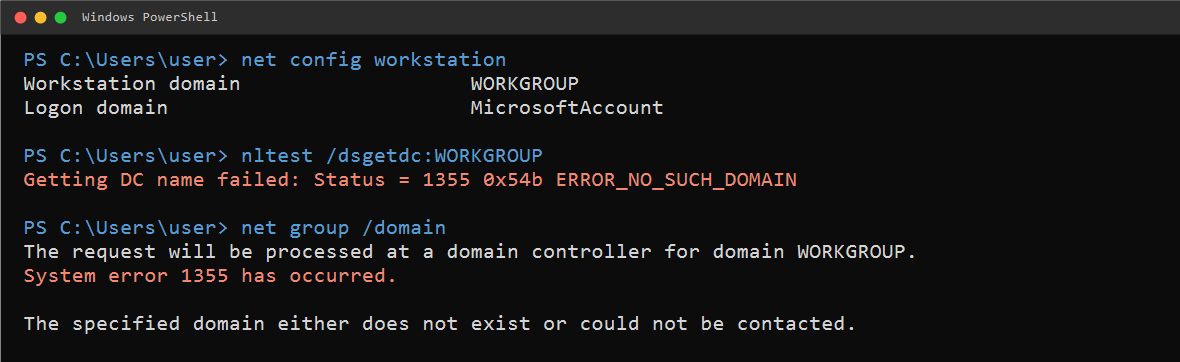 Windows PowerShell
PS C:\Users\user> net config workstation
Workstation domain                   WORKGROUP
Logon domain                         MicrosoftAccount
PS C:\Users\user> nltest /dsgetdc:WORKGROUP
Getting DC name failed: Status = 1355 0x54b ERROR_NO_SUCH_DOMAIN
PS C:\Users\user> net group /domain
The request will be processed at a domain controller for domain WORKGROUP.
System error 1355 has occurred.
The specified domain either does not exist or could not be contacted.